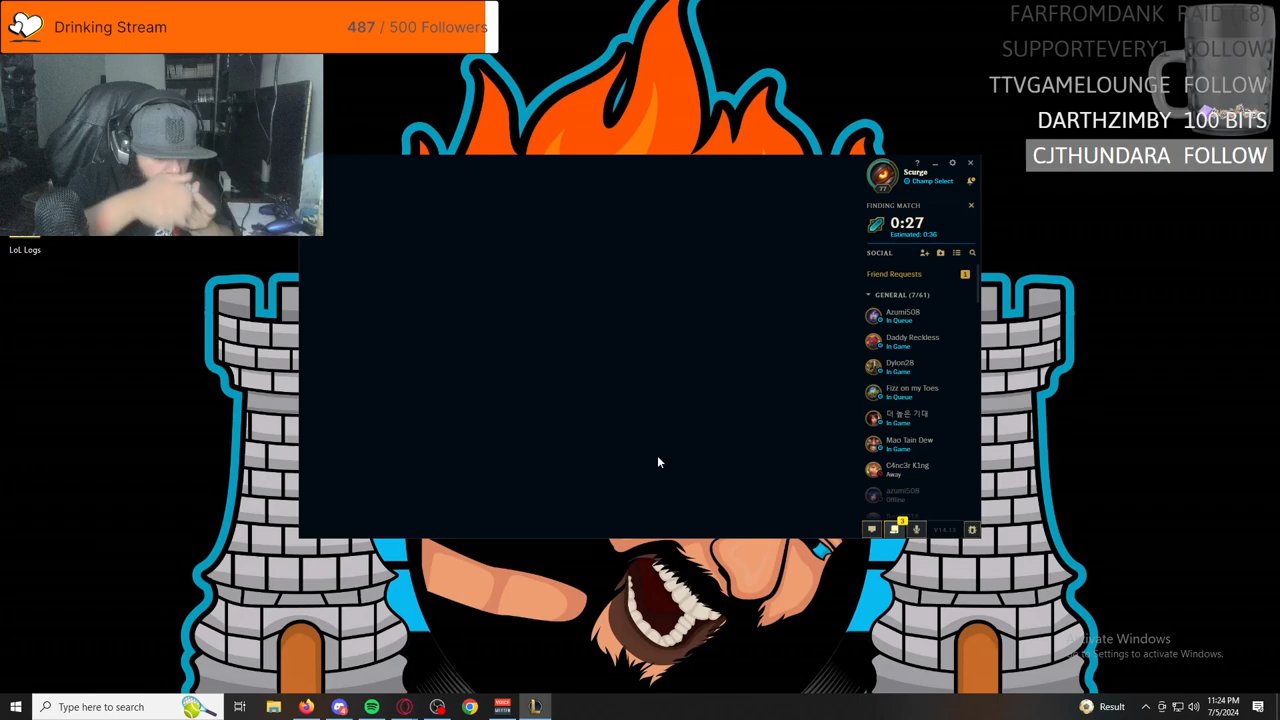 Drinking Stream
487 / 500 Followers
FARFROMDANK RAID (18)
SUPPORTEVERY1 FOLLOW
TTVGAMELOUNGE FOLLOW
DARTHZIMBY 100 BITS
CJTHUNDARA FOLLOW
LoL Logs
?
77
Scurge
Champ Select
FINDING MATCH
0:27
Estimated: 0:36
SOCIAL
Friend Requests
1
GENERAL (7/61)
Azumi508
In Queue
Daddy Reckless
In Game
Dylon28
In Game
Fizz on my Toes
In Queue
더 높은 기대
In Game
Mao Tain Dew
In Game
C4nc3r K1ng
Away
azumi508
Offline
3
Activate Windows
Go to Settings to activate Windows.
Type here to search
Result
11:24 PM
7/5/2024